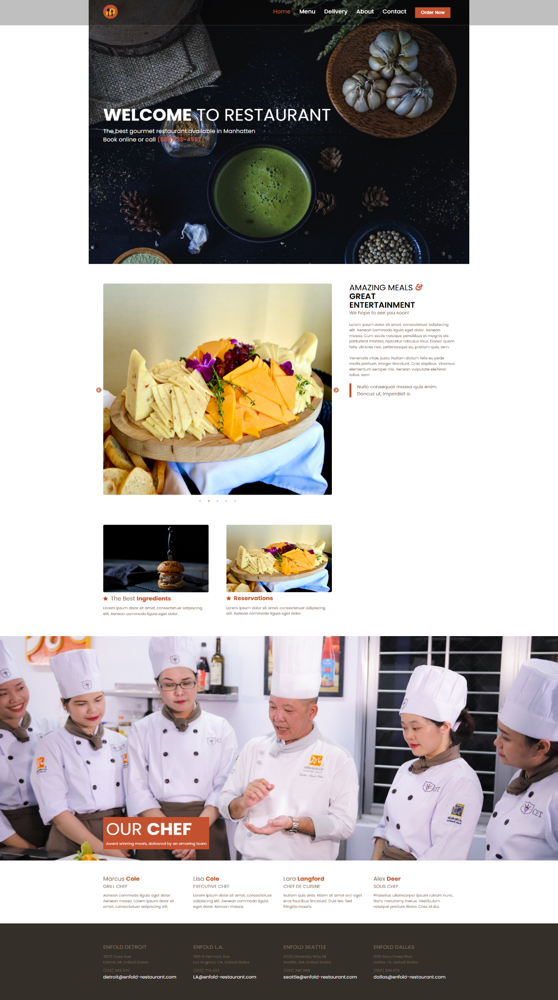 Home Menu Delivery About Contact Order Now
WELCOME TO RESTAURANT
The best gourmet restaurant available in Manhatten
Book online or call (555)123-4567
AMAZING MEALS &
GREAT
ENTERTAINMENT
We hope to see you soon!
Lorem ipsum dolor sit amet, consectetuer adipiscing
elit. Aenean commodo ligula eget dolor. Aenean
massa. Cum sociis natoque penatibus et magnis dis
parturient montes, nascetur ridiculus mus. Donec quam
felis, ultricies nec, pellentesque eu, pretium quis, sem.
Venenatis vitae, justo. Nullam dictum felis eu pede
mollis pretium. Integer tincidunt. Cras dapibus. Vivamus
elementum semper nisi. Aenean vulputate eleifend
tellus. sem.
Nulla consequat massa quis enim.
Doncus ut, imperdiet a.
The Best Ingredients
Lorem ipsum dolor sit amet, consectetuer adipiscing
elit. Aenean commodo ligula eget dolor.
Reservations
Lorem ipsum dolor sit amet, consectetuer adipiscing
elit. Aenean commodo ligula eget dolor.
CET
CET
OUR CHEF
Award winning meals, delivered by an amazing team
Marcus Cole
GRILL CHEF
Aenean commodo ligula eget dolor.
Aenean massa. Lorem ipsum dolor sit
amet, consectetuer adipiscing elit.
Lisa Cole
EXECUTIVE CHEF
Lorem ipsum dolor sit amet, consectetuer
adipiscing elit. Aenean commodo ligula
eget dolor. Aenean massa.
Lara Langford
CHEF DE CUISINE
Nullam quis ante. Etiam sit amet orci eget
eros faucibus tincidunt. Duis leo. Sed
fringilla mauris.
Alex Deer
SOUS CHEF
Phasellus ullamcorper ipsum rutrum nunc.
Nunc nonummy metus. Vestibulum
volutpat pretium libero. Cras id dui.
ENFOLD DETROIT
4870 Cass Ave
Detroit, MI, United States
(555) 389 976
detroit@enfold-restaurant.com
ENFOLD L.A.
1818 N Vermont Ave
Los Angeles, CA, United States
(555) 774 433
LA@enfold-restaurant.com
ENFOLD SEATTLE
4326 University Way NE
Seattle, WA, United States
(555) 345 888
seattle@enfold-restaurant.com
ENFOLD DALLAS
11311 Harry Hines Blvd
Dallas, TX, United States
(555) 389 976
dallas@enfold-restaurant.com